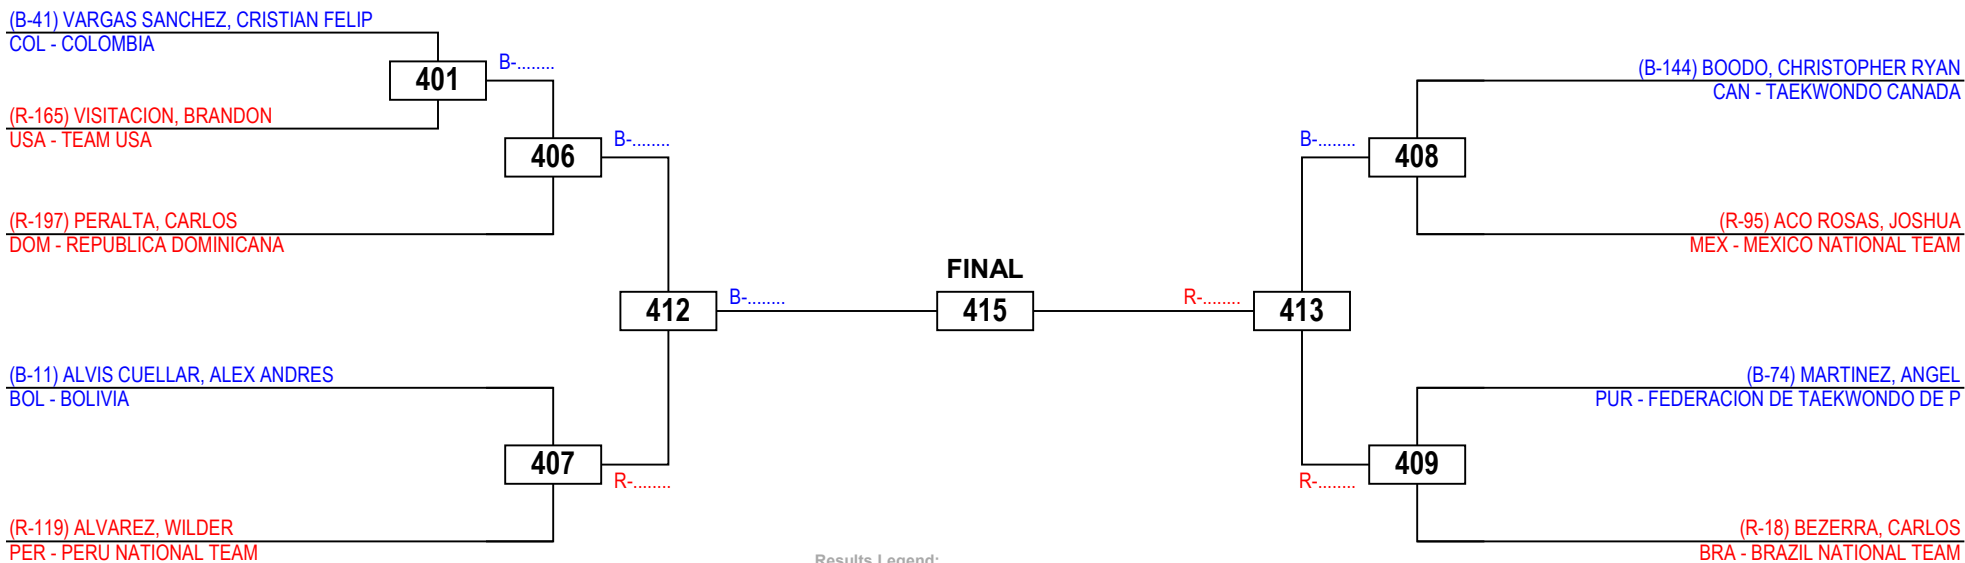 (B-41) VARGAS SANCHEZ, CRISTIAN FELIP
COL - COLOMBIA
401
B-........
(R-165) VISITACION, BRANDON
USA - TEAM USA
406
B-........
(R-197) PERALTA, CARLOS
DOM - REPUBLICA DOMINICANA
412
B-........
(B-11) ALVIS CUELLAR, ALEX ANDRES
BOL - BOLIVIA
407
R-........
(R-119) ALVAREZ, WILDER
PER - PERU NATIONAL TEAM
FINAL
415
(B-144) BOODO, CHRISTOPHER RYAN
CAN - TAEKWONDO CANADA
B-........
408
(R-95) ACO ROSAS, JOSHUA
MEX - MEXICO NATIONAL TEAM
R-........
413
(B-74) MARTINEZ, ANGEL
PUR - FEDERACION DE TAEKWONDO DE P
R-........
409
(R-18) BEZERRA, CARLOS
BRA - BRAZIL NATIONAL TEAM
Results Legend: